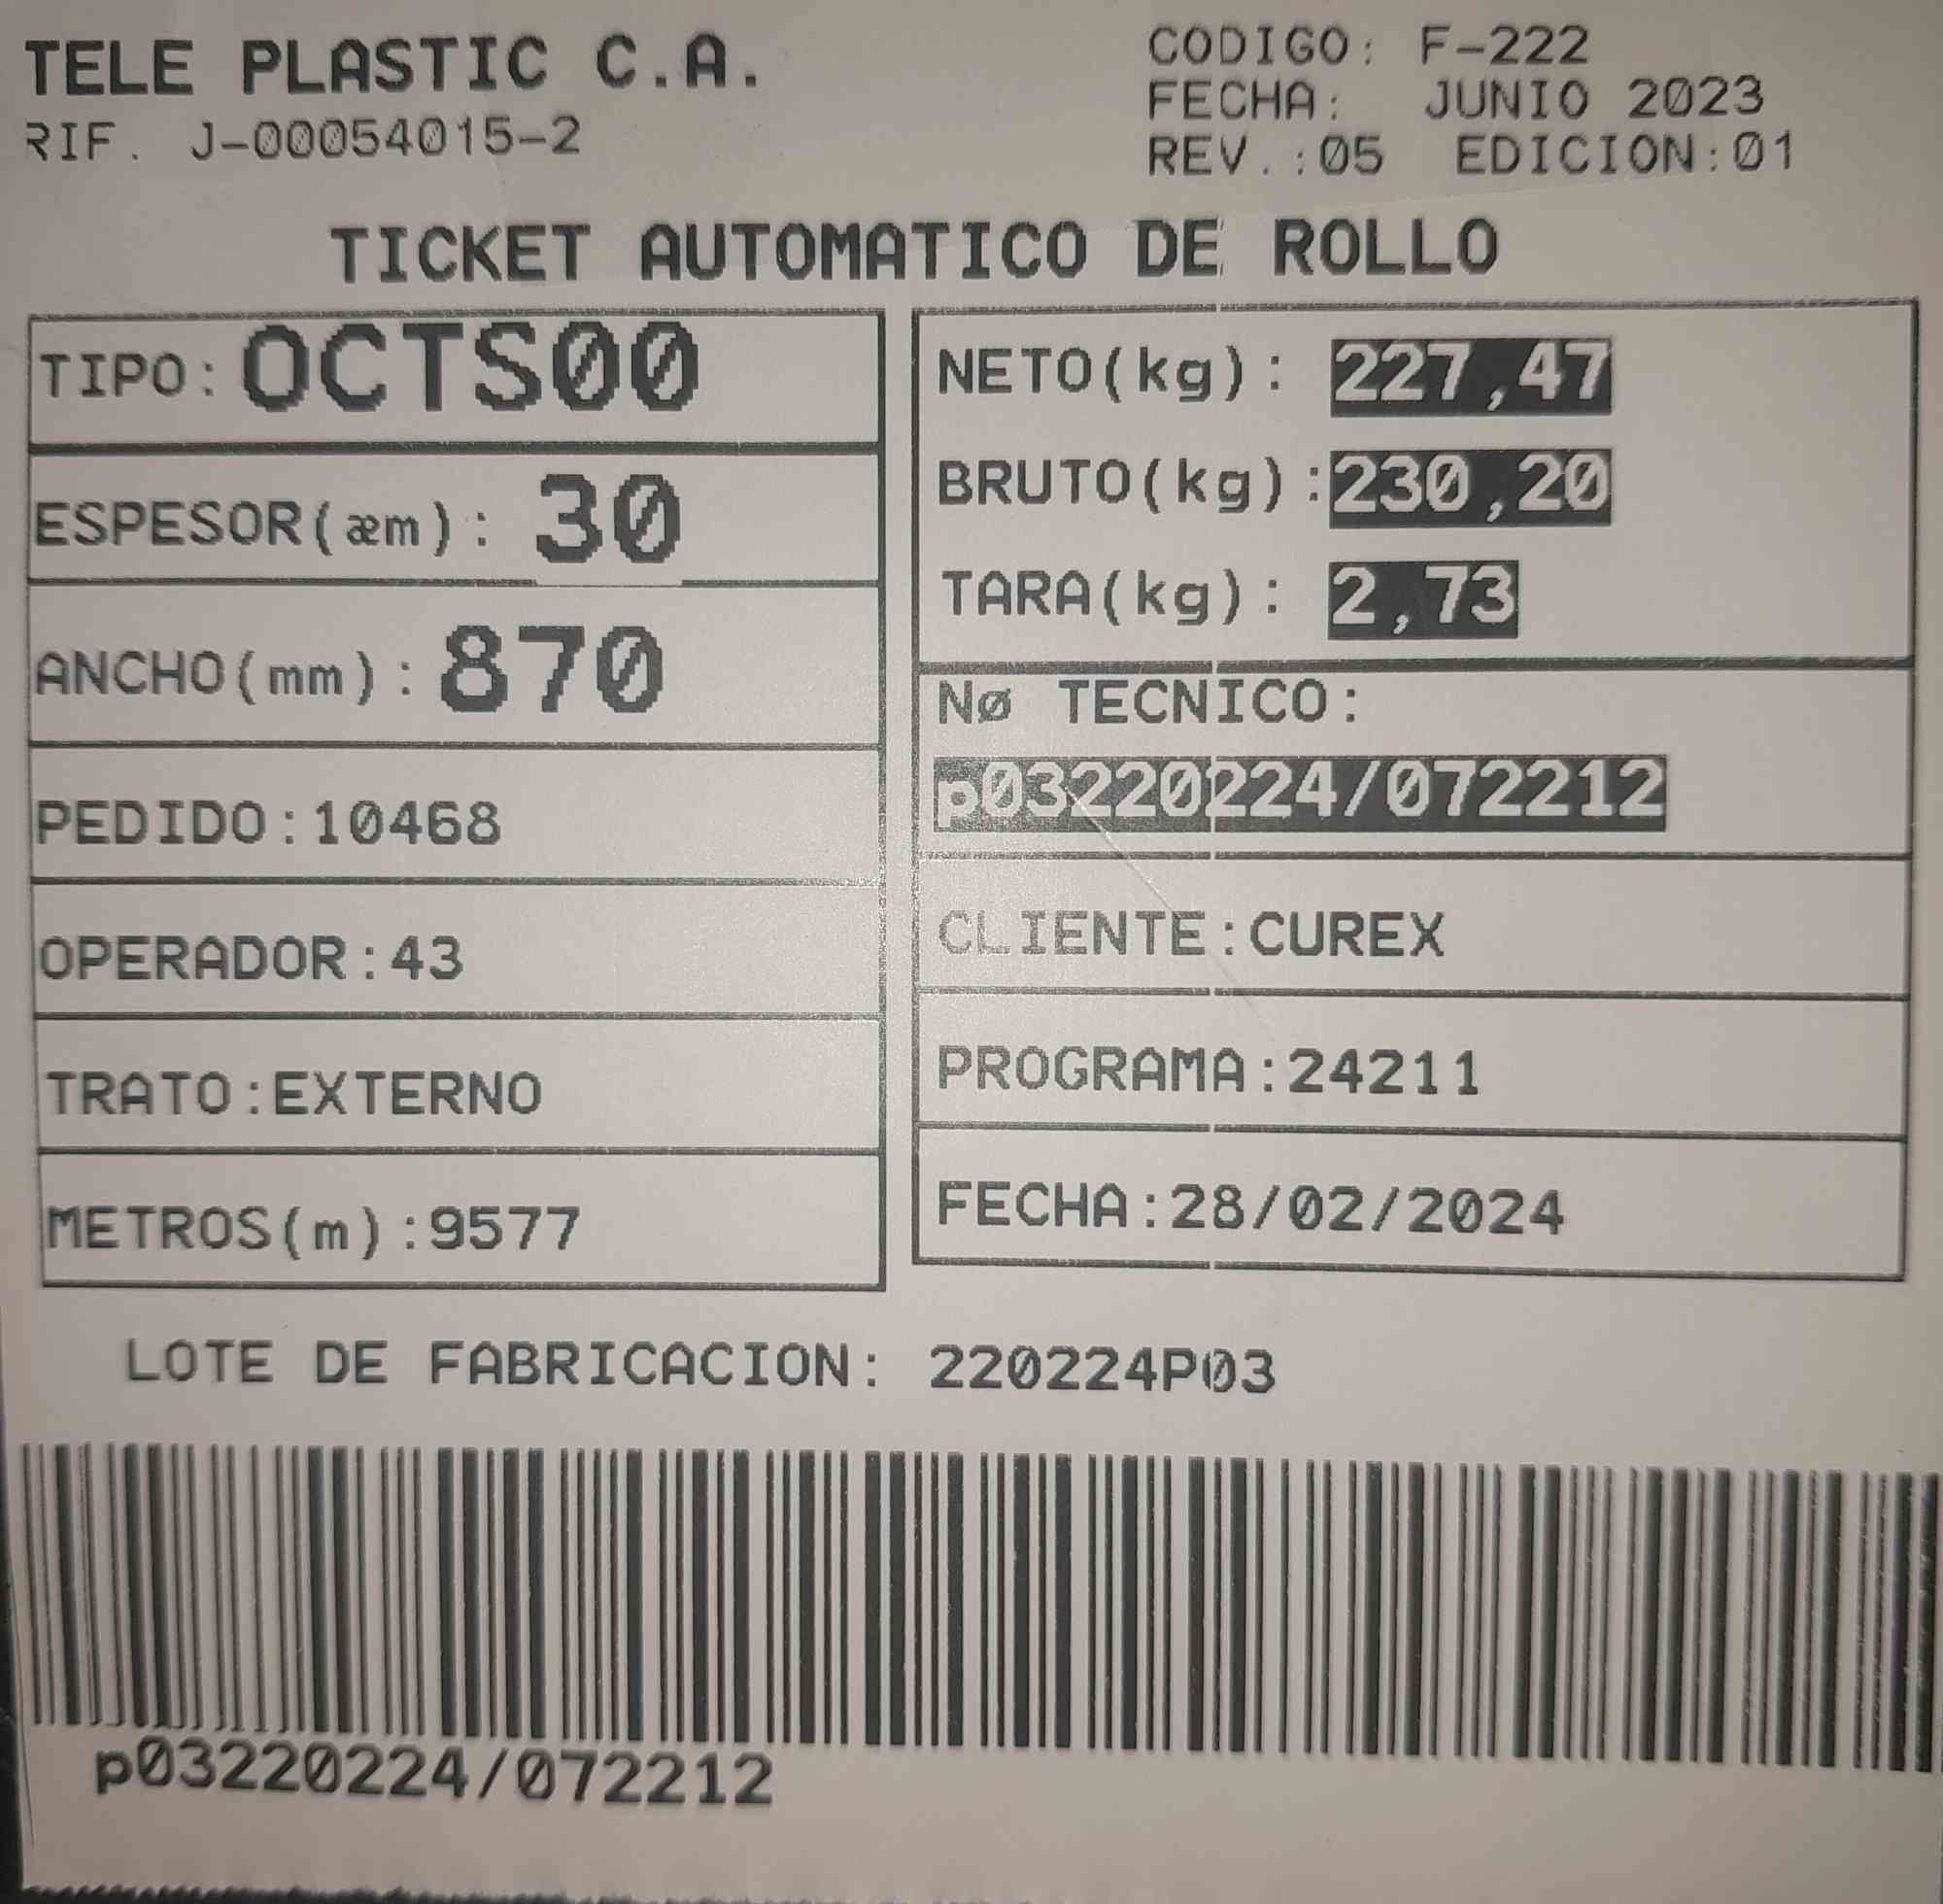 TELE PLASTIC C.A.
RIF. J-00054015-2
CODIGO: F-222
FECHA: JUNIO 2023
REV.:05 EDICION:01
TICKET AUTOMATICO DE ROLLO
TIPO:OCTS00
ESPESOR(æm): 30
ANCHO(mm):870
PEDIDO:10468
OPERADOR:43
TRATO:EXTERNO
METROS(m):9577
NETO(kg): 227,47
BRUTO(kg):230,20
TARA(kg): 2,73
Nø TECNICO:
p03220224/072212
CLIENTE:CUREX
PROGRAMA:24211
FECHA:28/02/2024
LOTE DE FABRICACION: 220224P03
p03220224/072212